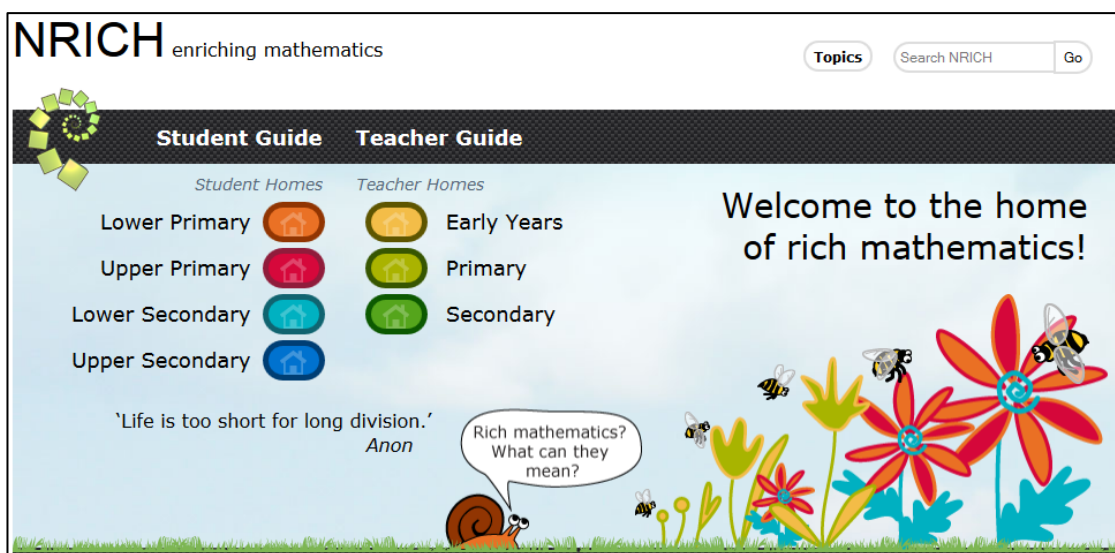 NRICH enriching mathematics
Topics
Search NRICH
Go
Student Guide
Teacher Guide
Student Homes
Teacher Homes
Lower Primary
Early Years
Upper Primary
Primary
Lower Secondary
Secondary
Upper Secondary
Welcome to the home
of rich mathematics!
‘Life is too short for long division.’
Anon
Rich mathematics?
What can they
mean?